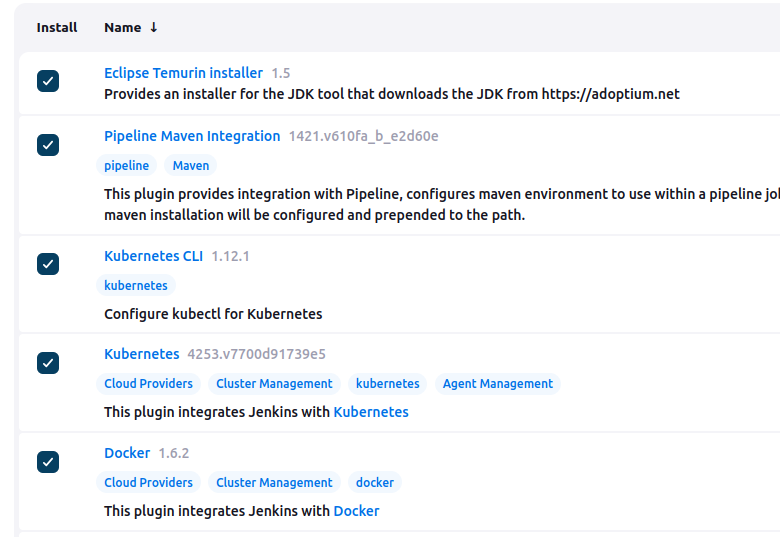 Install Name ↓
Eclipse Temurin installer 1.5
Provides an installer for the JDK tool that downloads the JDK from https://adoptium.net
Pipeline Maven Integration 1421.v610fa_b_e2d60e
pipeline Maven
This plugin provides integration with Pipeline, configures maven environment to use within a pipeline
maven installation will be configured and prepended to the path.
Kubernetes CLI 1.12.1
kubernetes
Configure kubectl for Kubernetes
Kubernetes 4253.v7700d91739e5
Cloud Providers Cluster Management kubernetes Agent Management
This plugin integrates Jenkins with Kubernetes
Docker 1.6.2
Cloud Providers Cluster Management docker
This plugin integrates Jenkins with Docker